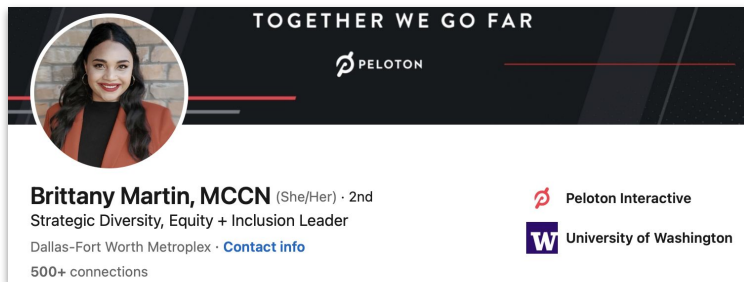 TOGETHER WE GO FAR
PELOTON
Brittany Martin, MCCN (She/Her) · 2nd
Strategic Diversity, Equity + Inclusion Leader
Dallas-Fort Worth Metroplex · Contact info
500+ connections
Peloton Interactive
W University of Washington